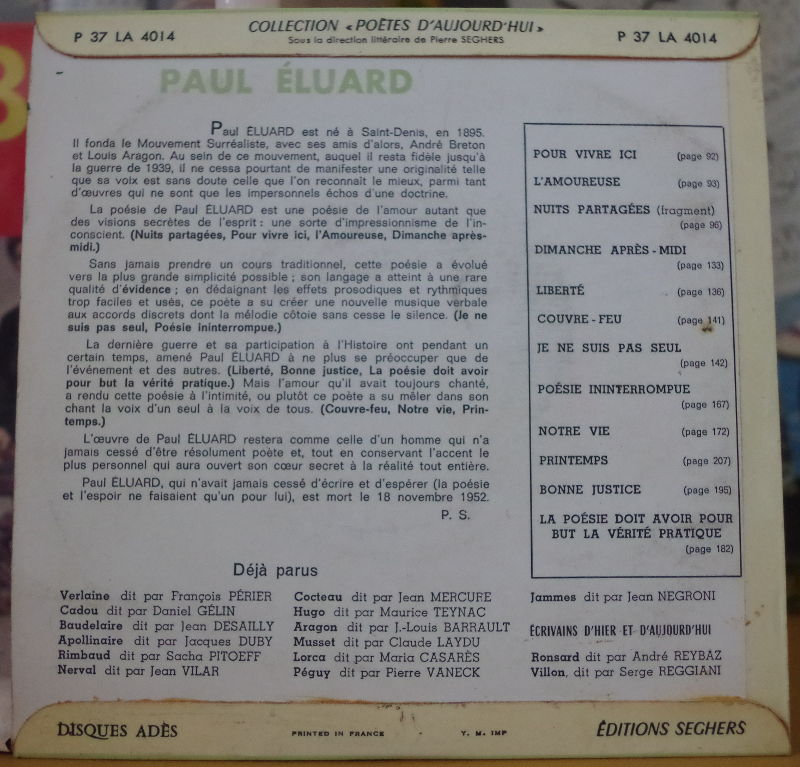 P 37 LA 4014
COLLECTION « POÈTES D'AUJOURD'HUI »
Sous la direction littéraire de Pierre SEGHERS
P 37 LA 4014
PAUL ÉLUARD
Paul ÉLUARD est né à Saint-Denis, en 1895.
Il fonda le Mouvement Surréaliste, avec ses amis d'alors, André Breton
et Louis Aragon. Au sein de ce mouvement, auquel il resta fidèle jusqu'à
la guerre de 1939, il ne cessa pourtant de manifester une originalité telle
que sa voix est sans doute celle que l'on reconnaît le mieux, parmi tant
d'œuvres qui ne sont que les impersonnels échos d'une doctrine.
La poésie de Paul ÉLUARD est une poésie de l'amour autant que
des visions secrètes de l'esprit : une sorte d'impressionnisme de l'in-
conscient. (Nuits partagées, Pour vivre ici, l'Amoureuse, Dimanche après-
midi.)
Sans jamais prendre un cours traditionnel, cette poésie a évolué
vers la plus grande simplicité possible ; son langage a atteint à une rare
qualité d'évidence ; en dédaignant les effets prosodiques et rythmiques
trop faciles et usés, ce poète a su créer une nouvelle musique verbale
aux accords discrets dont la mélodie côtoie sans cesse le silence. (Je ne
suis pas seul, Poésie ininterrompue.)
La dernière guerre et sa participation à l'Histoire ont pendant un
certain temps, amené Paul ÉLUARD à ne plus se préoccuper que de
l'événement et des autres. (Liberté, Bonne justice, La poésie doit avoir
pour but la vérité pratique.) Mais l'amour qu'il avait toujours chanté,
a rendu cette poésie à l'intimité, ou plutôt ce poète a su mêler dans son
chant la voix d'un seul à la voix de tous. (Couvre-feu, Notre vie, Prin-
temps.)
L'œuvre de Paul ÉLUARD restera comme celle d'un homme qui n'a
jamais cessé d'être résolument poète et, tout en conservant l'accent le
plus personnel qui aura ouvert son cœur secret à la réalité tout entière.
Paul ÉLUARD, qui n'avait jamais cessé d'écrire et d'espérer (la poésie
et l'espoir ne faisaient qu'un pour lui), est mort le 18 novembre 1952.
P. S.
POUR VIVRE ICI (page 92)
L'AMOUREUSE (page 93)
NUITS PARTAGÉES (fragment)
(page 96)
DIMANCHE APRÈS - MIDI
(page 133)
LIBERTÉ (page 136)
COUVRE - FEU (page 141)
JE NE SUIS PAS SEUL
(page 142)
POÉSIE ININTERROMPUE
(page 167)
NOTRE VIE (page 172)
PRINTEMPS (page 207)
BONNE JUSTICE (page 195)
LA POÉSIE DOIT AVOIR POUR
BUT LA VÉRITÉ PRATIQUE
(page 182)
Déjà parus
Verlaine dit par François PÉRIER
Cadou dit par Daniel GÉLIN
Baudelaire dit par Jean DESAILLY
Apollinaire dit par Jacques DUBY
Rimbaud dit par Sacha PITOEFF
Nerval dit par Jean VILAR
Cocteau dit par Jean MERCURE
Hugo dit par Maurice TEYNAC
Aragon dit par J.-Louis BARRAULT
Musset dit par Claude LAYDU
Lorca dit par Maria CASARÈS
Péguy dit par Pierre VANECK
Jammes dit par Jean NEGRONI
ÉCRIVAINS D'HIER ET D'AUJOURD'HUI
Ronsard dit par André REYBAZ
Villon, dit par Serge REGGIANI
DISQUES ADÈS
PRINTED IN FRANCE
Y. M. IMP
ÉDITIONS SEGHERS